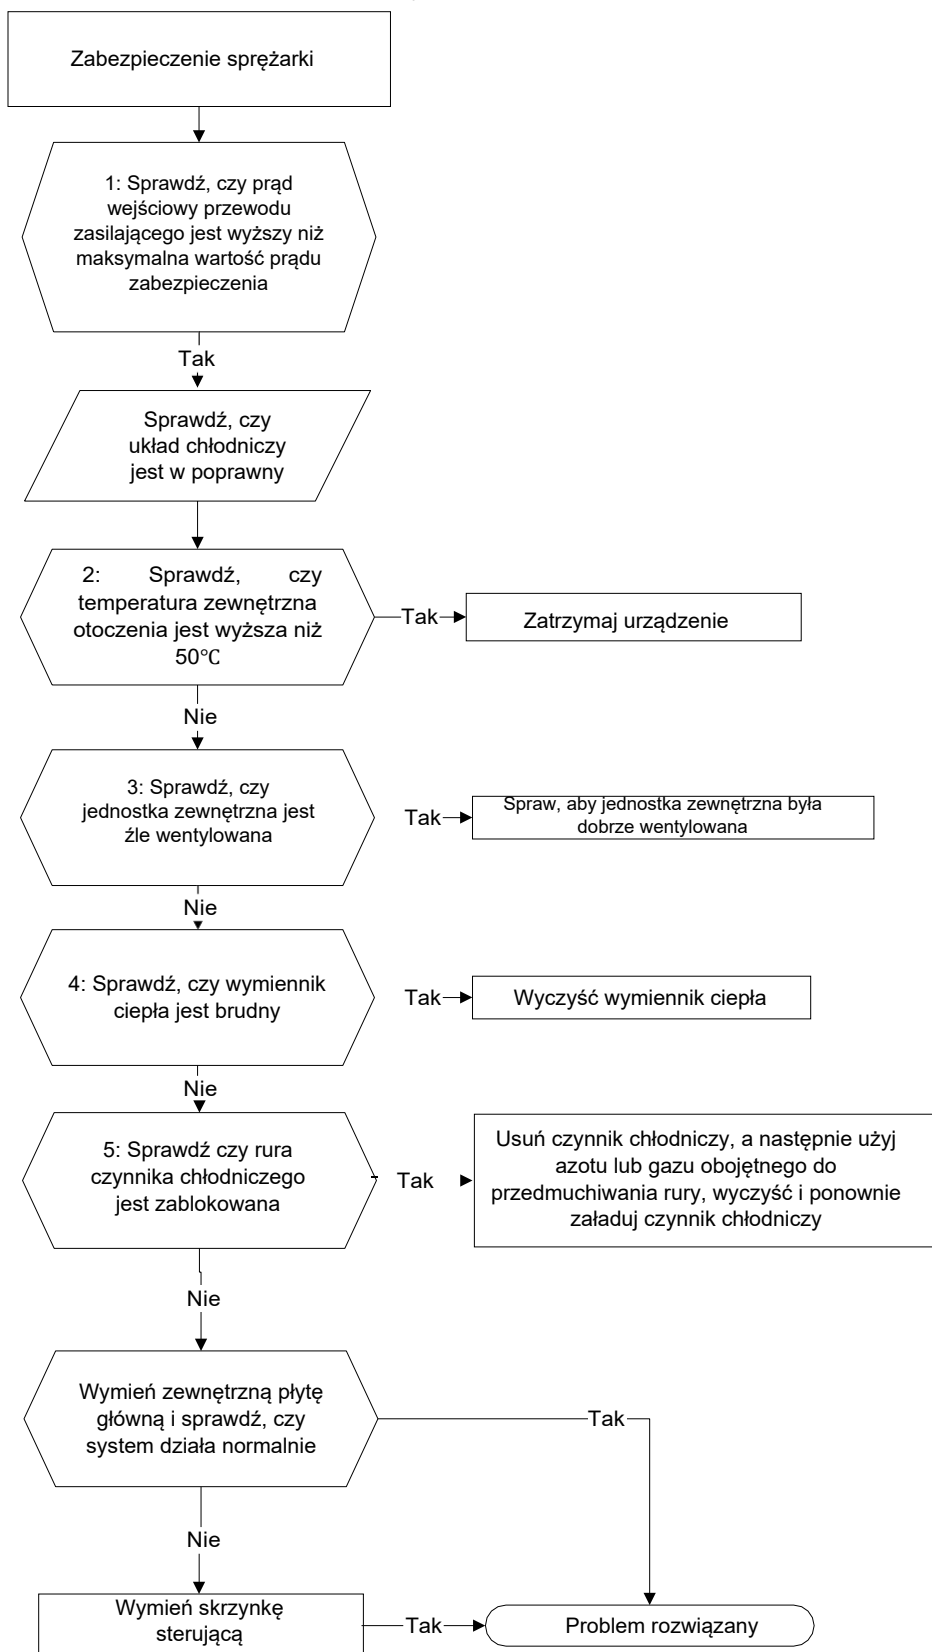 Zabezpieczenie sprężarki
1: Sprawdź, czy prąd
wejściowy przewodu
zasilającego jest wyższy niż
maksymalna wartość prądu
zabezpieczenia
Tak
Sprawdź, czy
układ chłodniczy
jest w poprawny
2: Sprawdź, czy
temperatura zewnętrzna
otoczenia jest wyższa niż
50℃
Tak
Zatrzymaj urządzenie
Nie
3: Sprawdź, czy
jednostka zewnętrzna jest
źle wentylowana
Tak
Spraw, aby jednostka zewnętrzna była
dobrze wentylowana
Nie
4: Sprawdź, czy wymiennik
ciepła jest brudny
Tak
Wyczyść wymiennik ciepła
Nie
5: Sprawdź czy rura
czynnika chłodniczego
jest zablokowana
Tak
Usuń czynnik chłodniczy, a następnie użyj
azotu lub gazu obojętnego do
przedmuchiwania rury, wyczyść i ponownie
załaduj czynnik chłodniczy
Nie
Wymień zewnętrzną płytę
główną i sprawdź, czy
system działa normalnie
Tak
Nie
Wymień skrzynkę
sterującą
Tak
Problem rozwiązany